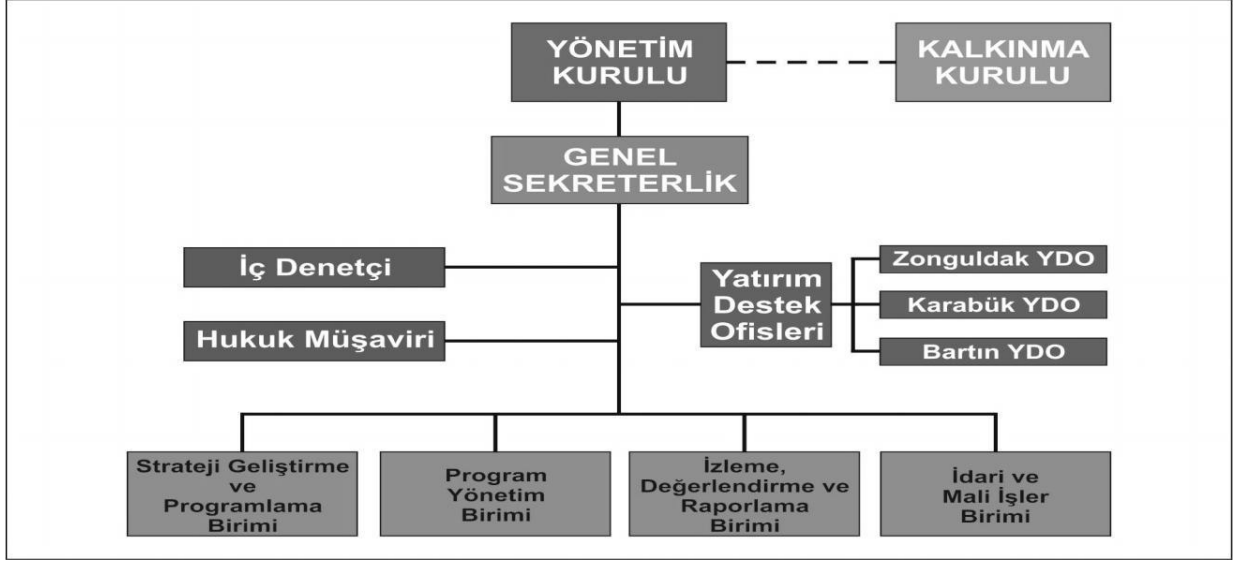 YÖNETİM
KURULU
KALKINMA
KURULU
GENEL
SEKRETERLİK
İç Denetçi
Hukuk Müşaviri
Yatırım
Destek
Ofisleri
Zonguldak YDO
Karabük YDO
Bartın YDO
Strateji Geliştirme
ve
Programlama
Birimi
Program
Yönetim
Birimi
İzleme,
Değerlendirme ve
Raporlama
Birimi
İdari ve
Mali İşler
Birimi